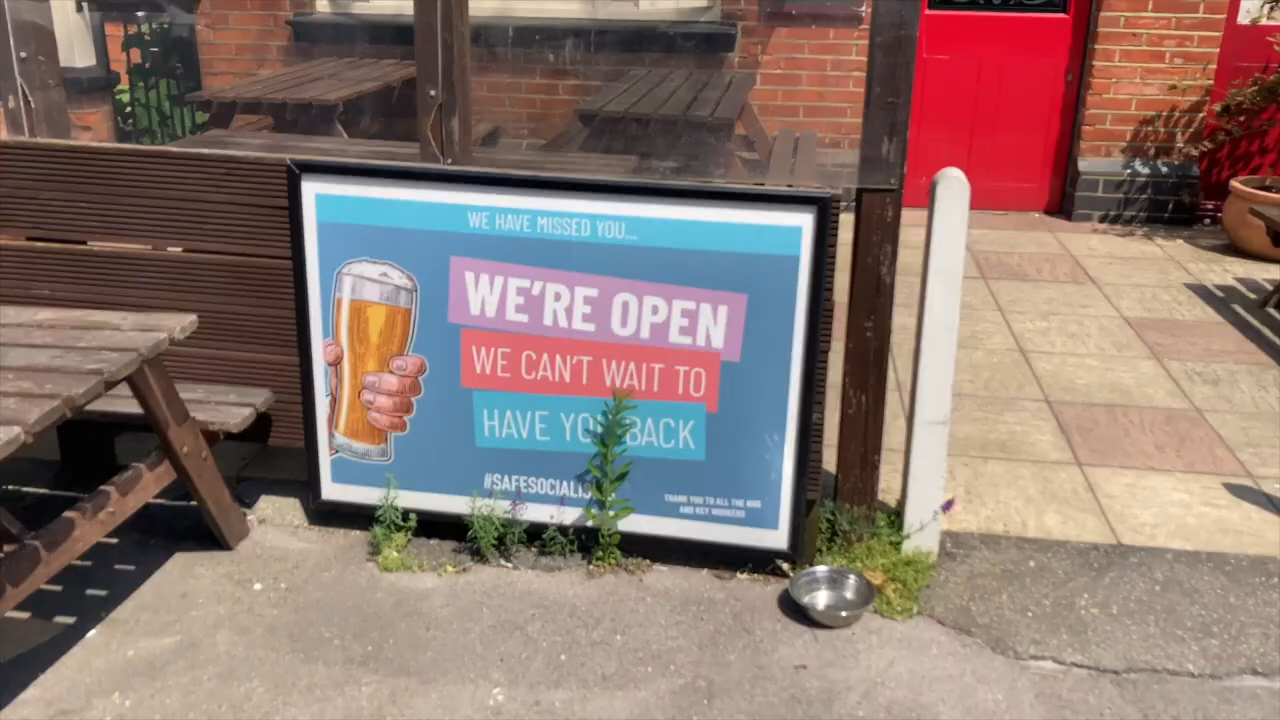 WE HAVE MISSED YOU...
WE'RE OPEN
WE CAN'T WAIT TO
HAVE YOU BACK
#SAFESOCIALIS
THANK YOU TO ALL THE NHS
AND KEY WORKERS